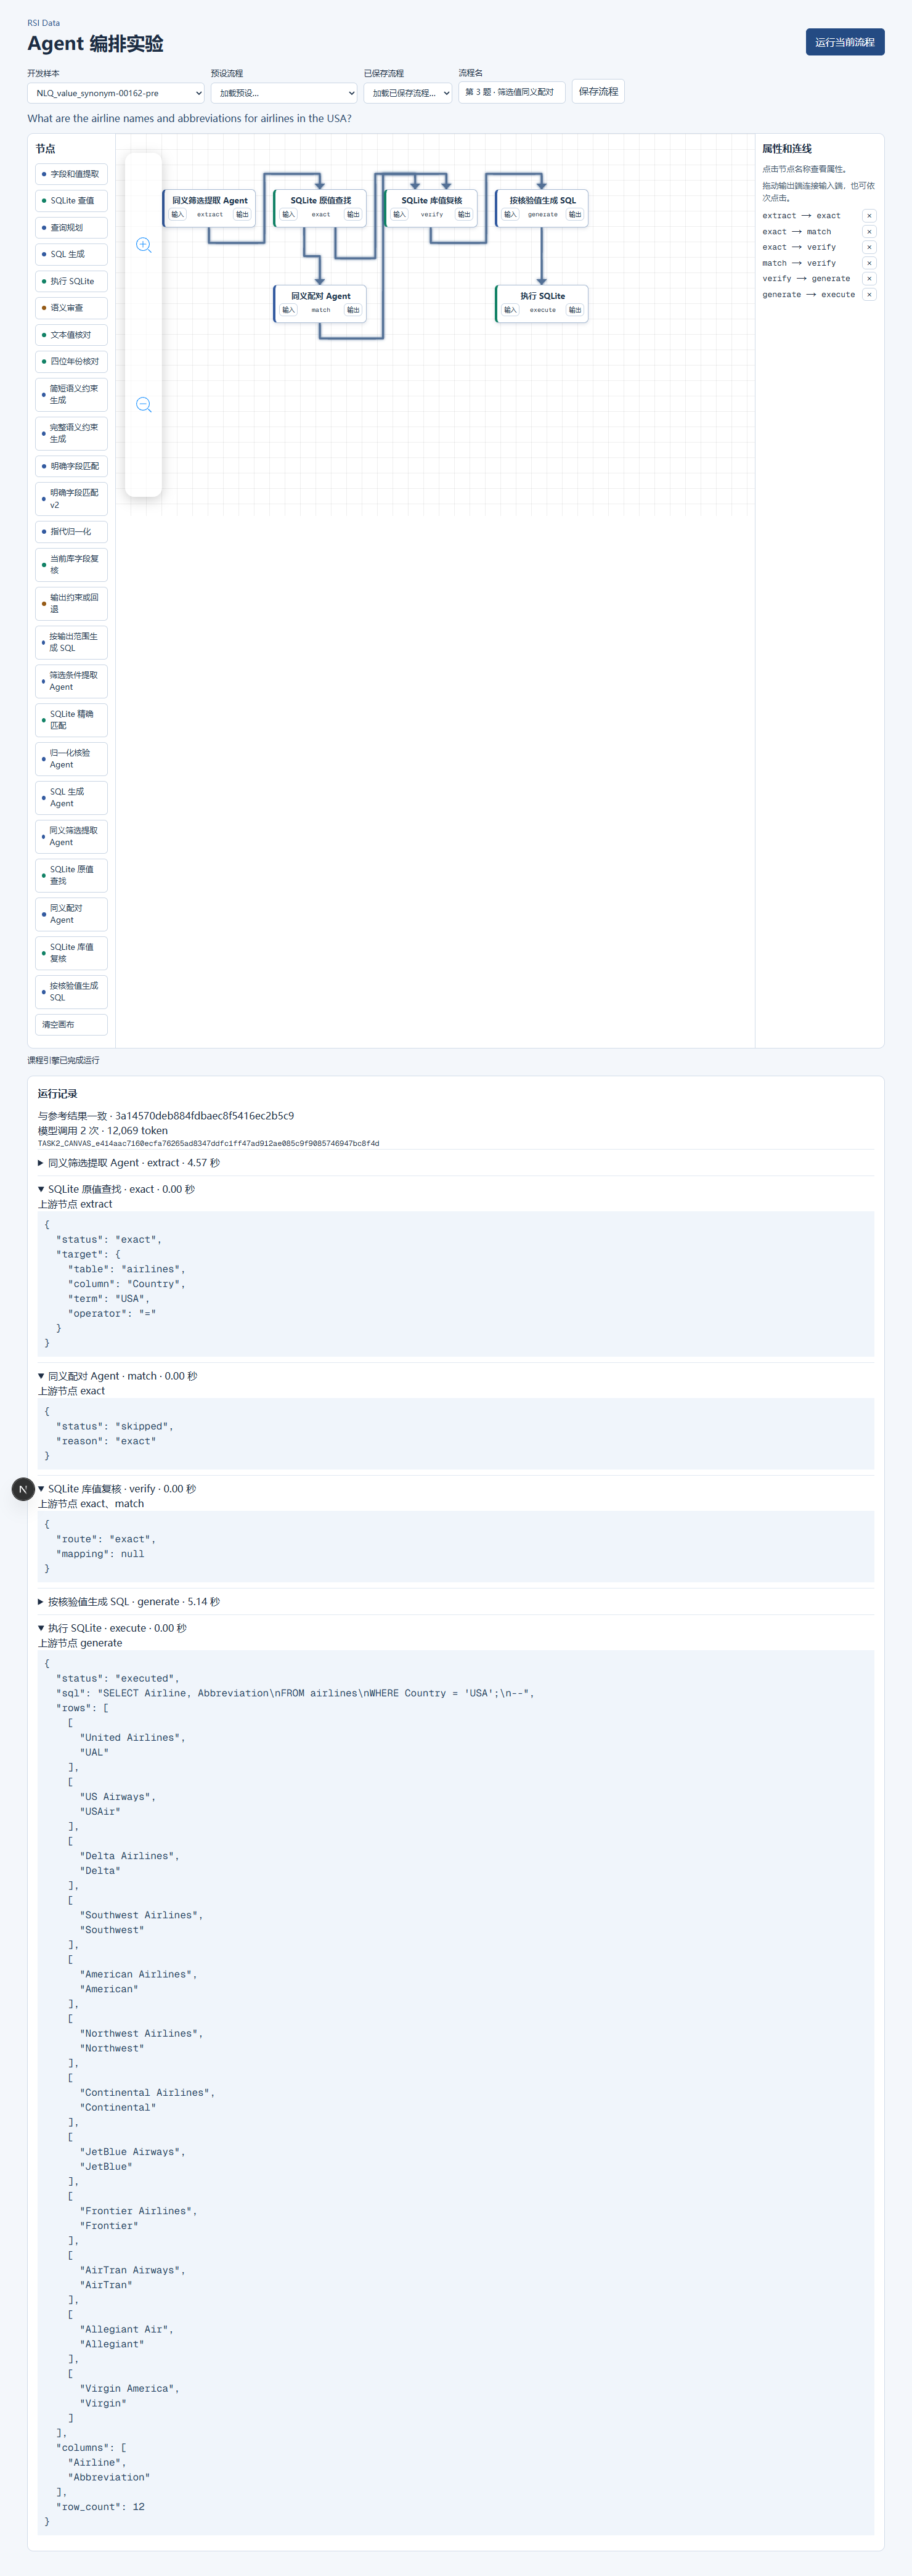 RSI Data
Agent 编排实验
运行当前流程
开发样本
预设流程
已保存流程
流程名
NLQ_value_synonym-00162-pre
加载预设...
加载已保存流程...
第 3 题 · 筛选值同义配对
保存流程
What are the airline names and abbreviations for airlines in the USA?
节点
字段和值提取
SQLite 查值
查询规划
SQL 生成
执行 SQLite
语义审查
文本值核对
四位年份核对
简短语义约束
生成
完整语义约束
生成
明确字段匹配
明确字段匹配
v2
指代归一化
当前库字段复
核
输出约束或回
退
按输出范围生
成 SQL
筛选条件提取
Agent
SQLite 精确
匹配
归一化核验
Agent
SQL 生成
Agent
同义筛选提取
Agent
SQLite 原值
查找
同义配对
Agent
SQLite 库值
复核
按核验值生成
SQL
清空画布
同义筛选提取 Agent
输入 extract 输出
SQLite 原值查找
输入 exact 输出
SQLite 库值复核
输入 verify 输出
按核验值生成 SQL
输入 generate 输出
同义配对 Agent
输入 match 输出
执行 SQLite
输入 execute 输出
属性和连线
点击节点名称查看属性。
拖动输出端连接输入端，也可依
次点击。
extract → exact ×
exact → match ×
exact → verify ×
match → verify ×
verify → generate ×
generate → execute ×
课程引擎已完成运行
运行记录
与参考结果一致 · 3a14570deb884fdbaec8f5416ec2b5c9
模型调用 2 次 · 12,069 token
TASK2_CANVAS_e414aac7160ecfa76265ad8347ddfc1ff47ad912ae085c9f9085746947bc8f4d
▶ 同义筛选提取 Agent · extract · 4.57 秒
▼ SQLite 原值查找 · exact · 0.00 秒
上游节点 extract
{
"status": "exact",
"target": {
"table": "airlines",
"column": "Country",
"term": "USA",
"operator": "="
}
}
▼ 同义配对 Agent · match · 0.00 秒
上游节点 exact
{
"status": "skipped",
"reason": "exact"
}
N
▼ SQLite 库值复核 · verify · 0.00 秒
上游节点 exact、match
{
"route": "exact",
"mapping": null
}
▶ 按核验值生成 SQL · generate · 5.14 秒
▼ 执行 SQLite · execute · 0.00 秒
上游节点 generate
{
"status": "executed",
"sql": "SELECT Airline, Abbreviation\nFROM airlines\nWHERE Country = 'USA';\n--",
"rows": [
[
"United Airlines",
"UAL"
],
[
"US Airways",
"USAir"
],
[
"Delta Airlines",
"Delta"
],
[
"Southwest Airlines",
"Southwest"
],
[
"American Airlines",
"American"
],
[
"Northwest Airlines",
"Northwest"
],
[
"Continental Airlines",
"Continental"
],
[
"JetBlue Airways",
"JetBlue"
],
[
"Frontier Airlines",
"Frontier"
],
[
"AirTran Airways",
"AirTran"
],
[
"Allegiant Air",
"Allegiant"
],
[
"Virgin America",
"Virgin"
]
],
"columns": [
"Airline",
"Abbreviation"
],
"row_count": 12
}